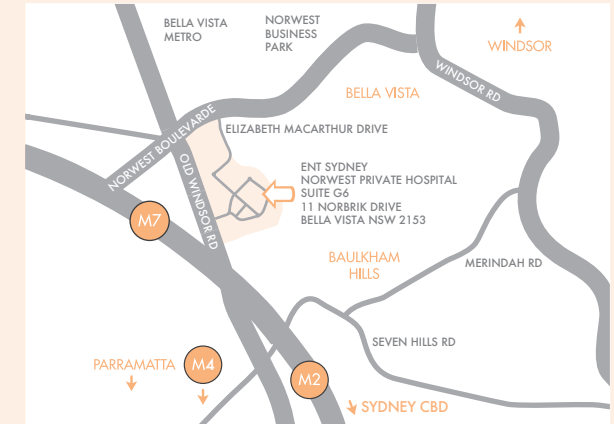 BELLA VISTA
METRO
NORWEST
BUSINESS
PARK
WINDSOR
WINDSOR RD
BELLA VISTA
NORWEST BOULEVARDE
ELIZABETH MACARTHUR DRIVE
OLD WINDSOR RD
ENT SYDNEY
NORWEST PRIVATE HOSPITAL
SUITE G6
11 NORBRIK DRIVE
BELLA VISTA NSW 2153
M7
BAULKHAM
HILLS
MERINDAH RD
SEVEN HILLS RD
PARRAMATTA
M4
M2
SYDNEY CBD